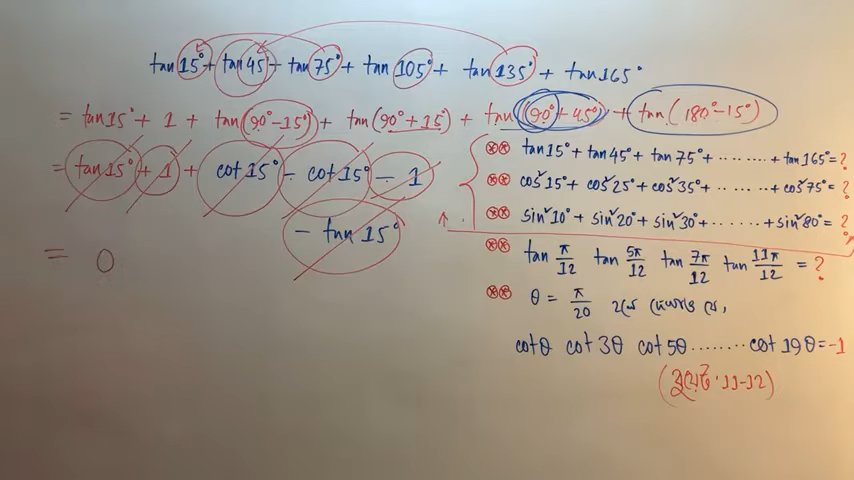 tan15° + tan45 + tan75° + tan105° + tan135° + tan165°
= tan15° + 1 + tan(90°-15°) + tan(90°+15°) + tan(90°+45°) + tan(180°-15°)
= tan15° + 1 + cot15° - cot15° - 1
- tan15°
= 0
⊗⊗ tan15° + tan45° + tan75° + ........ + tan165° = ?
⊗⊗ cos²15° + cos²25° + cos²35° + ........ + cos²75° = ?
⊗⊗ sin²10° + sin²20° + sin²30° + ........ + sin²80° = ?
⊗⊗ tan π/12 tan 5π/12 tan 7π/12 tan 11π/12 = ?
⊗⊗ θ = π/20 হলে দেখাও যে,
cotθ cot3θ cot5θ ........ cot19θ = -1
(বুয়েট '11-12)